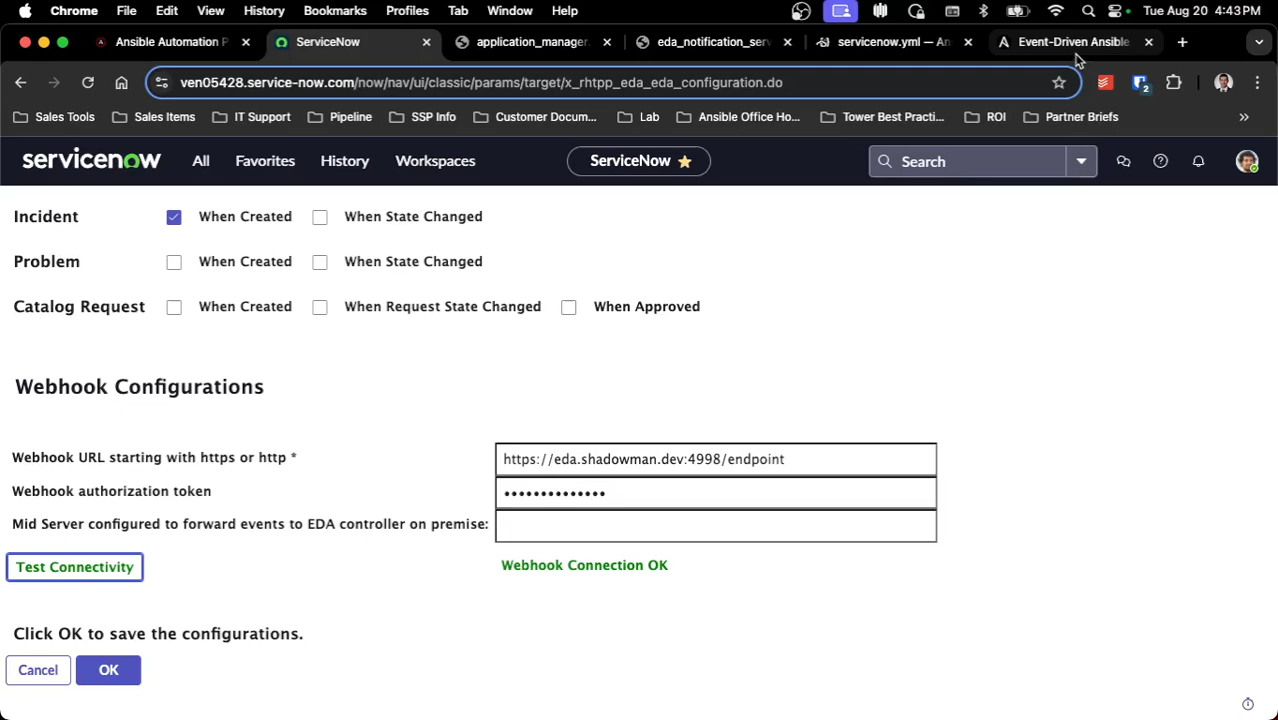 Chrome File Edit View History Bookmarks Profiles Tab Window Help Tue Aug 20 4:43 PM
Ansible Automation P ServiceNow application_manager. eda_notification_serv servicenow.yml — An Event-Driven Ansible
ven05428.service-now.com/now/nav/ui/classic/params/target/x_rhtpp_eda_eda_configuration.do 2
Sales Tools Sales Items IT Support Pipeline SSP Info Customer Docum... Lab Ansible Office Ho... Tower Best Practi... ROI Partner Briefs »
servicenow All Favorites History Workspaces ServiceNow Search
Incident When Created When State Changed
Problem When Created When State Changed
Catalog Request When Created When Request State Changed When Approved
Webhook Configurations
Webhook URL starting with https or http * https://eda.shadowman.dev:4998/endpoint
Webhook authorization token ••••••••••••••
Mid Server configured to forward events to EDA controller on premise:
Test Connectivity Webhook Connection OK
Click OK to save the configurations.
Cancel OK